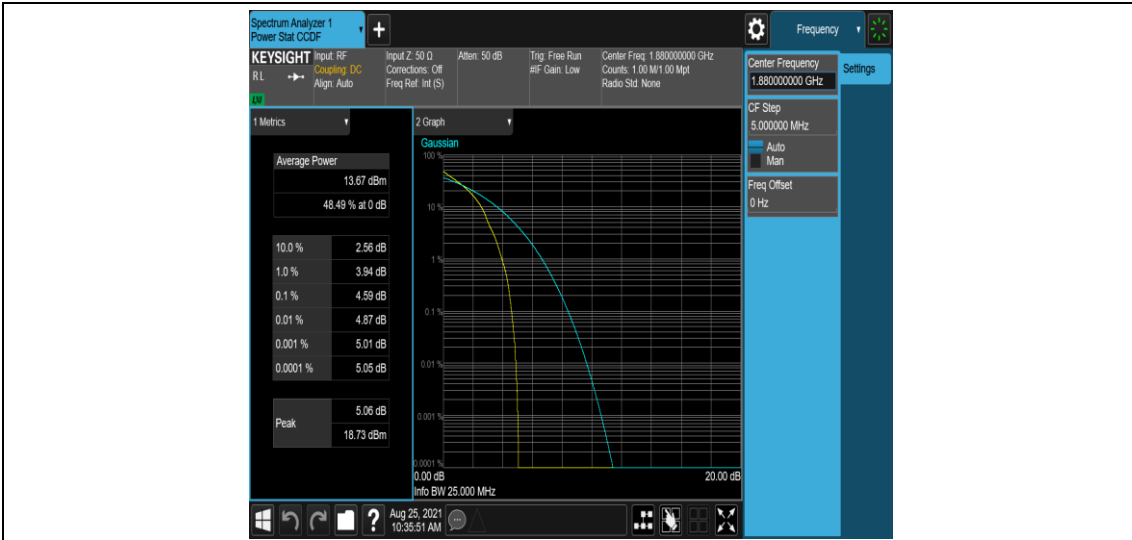 Spectrum Analyzer 1
Power Stat CCDF
+
Frequency
KEYSIGHT
Input: RF
Coupling: DC
Align: Auto
R L
LXI
Input Z: 50 Ω
Corrections: Off
Freq Ref: Int (S)
Atten: 50 dB
Trig: Free Run
#IF Gain: Low
Center Freq: 1.880000000 GHz
Counts: 1.00 M/1.00 Mpt
Radio Std: None
Center Frequency
1.880000000 GHz
Settings
CF Step
5.000000 MHz
Auto
Man
Freq Offset
0 Hz
1 Metrics
Average Power
13.67 dBm
48.49 % at 0 dB
10.0 % 2.56 dB
1.0 % 3.94 dB
0.1 % 4.59 dB
0.01 % 4.87 dB
0.001 % 5.01 dB
0.0001 % 5.05 dB
Peak
5.06 dB
18.73 dBm
2 Graph
Gaussian
100 %
10 %
1 %
0.1 %
0.01 %
0.001 %
0.0001 %
0.00 dB 20.00 dB
Info BW 25.000 MHz
?
Aug 25, 2021
10:35:51 AM